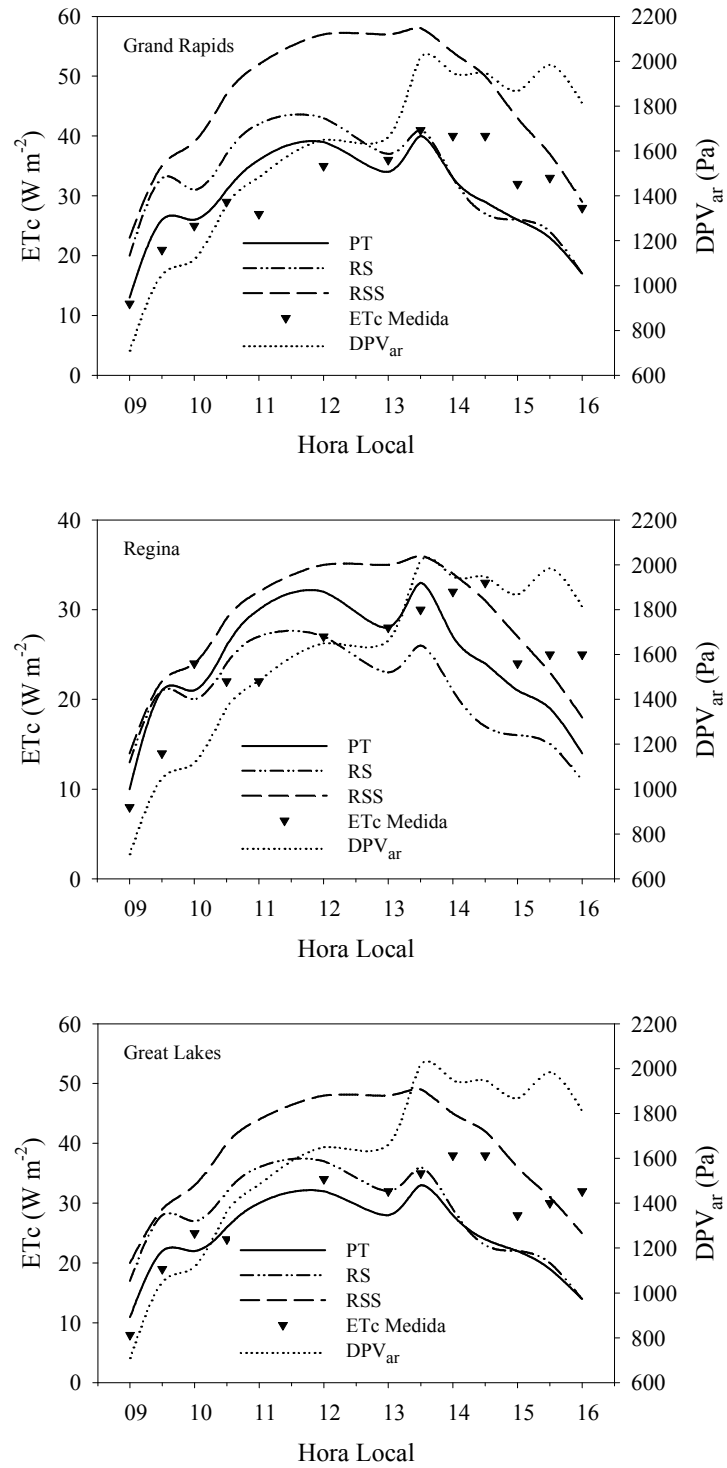 Grand Rapids
ETc (W m-2)
60
50
40
30
20
10
0
2200
2000
1800
1600
1400
1200
1000
800
600
DPVar (Pa)
PT
RS
RSS
ETc Medida
DPVar
09 10 11 12 13 14 15 16
Hora Local
Regina
ETc (W m-2)
40
30
20
10
0
2200
2000
1800
1600
1400
1200
1000
800
600
DPVar (Pa)
PT
RS
RSS
ETc Medida
DPVar
09 10 11 12 13 14 15 16
Hora Local
Great Lakes
ETc (W m-2)
60
50
40
30
20
10
0
2200
2000
1800
1600
1400
1200
1000
800
600
DPVar (Pa)
PT
RS
RSS
ETc Medida
DPVar
09 10 11 12 13 14 15 16
Hora Local